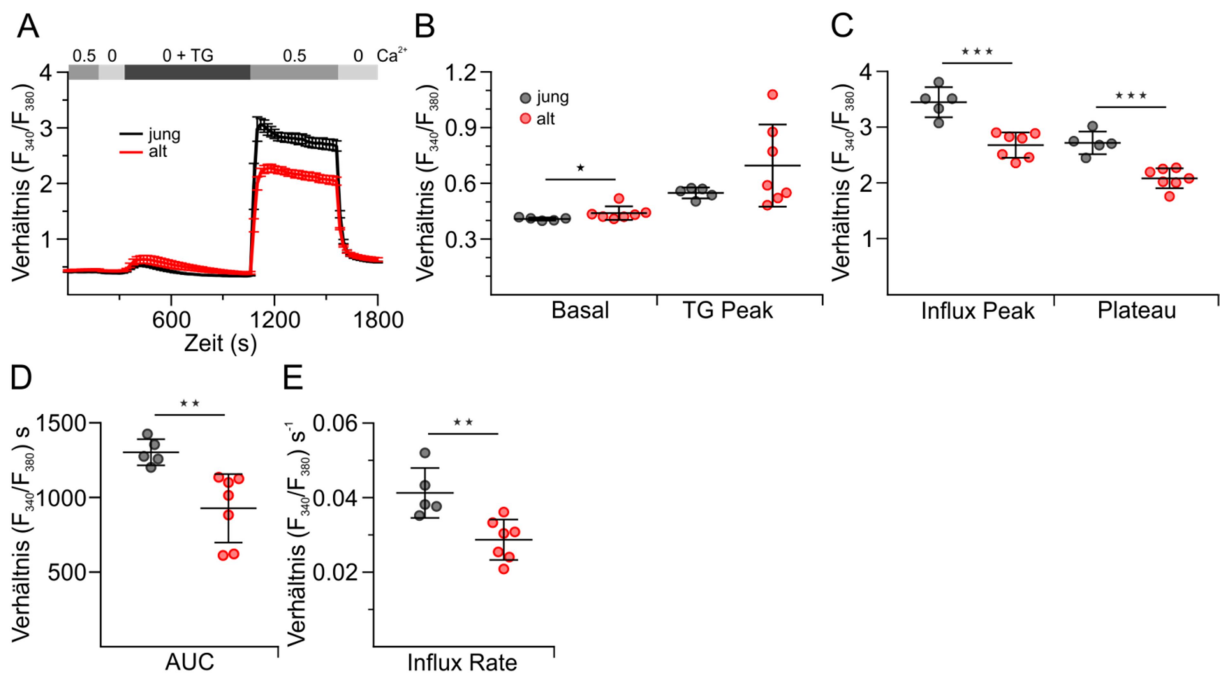 A
0.5 0 0 + TG 0.5 0 Ca²⁺
Verhältnis (F₃₄₀/F₃₈₀)
4
3
2
1
jung
alt
600 1200 1800
Zeit (s)
B
Verhältnis (F₃₄₀/F₃₈₀)
1.2
0.9
0.6
0.3
jung
alt
★
Basal TG Peak
C
Verhältnis (F₃₄₀/F₃₈₀)
4
3
2
1
★★★
★★★
Influx Peak Plateau
D
Verhältnis (F₃₄₀/F₃₈₀) s
1500
1000
500
★★
AUC
E
Verhältnis (F₃₄₀/F₃₈₀) s⁻¹
0.06
0.04
0.02
★★
Influx Rate